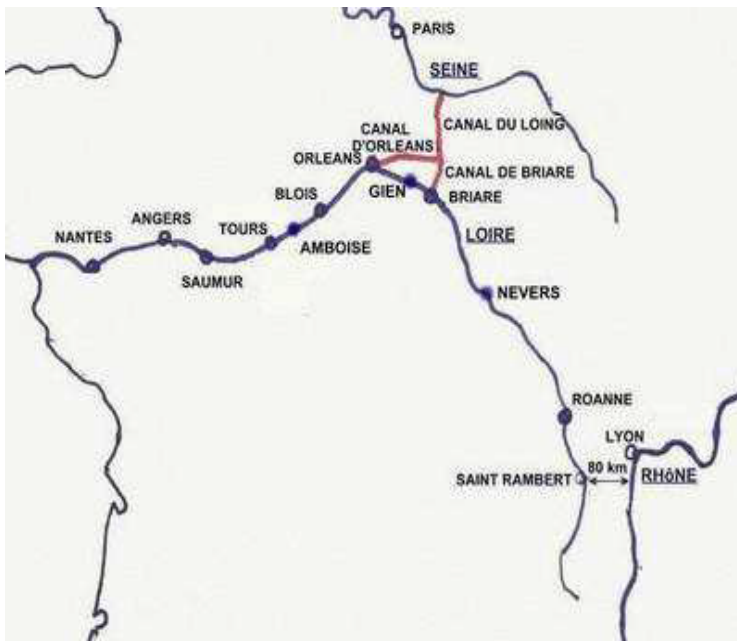 PARIS
SEINE
CANAL
D'ORLEANS
CANAL DU LOING
ORLEANS
CANAL DE BRIARE
GIEN
BRIARE
BLOIS
LOIRE
TOURS
AMBOISE
ANGERS
NANTES
SAUMUR
NEVERS
ROANNE
LYON
80 km
SAINT RAMBERT
RHôNE